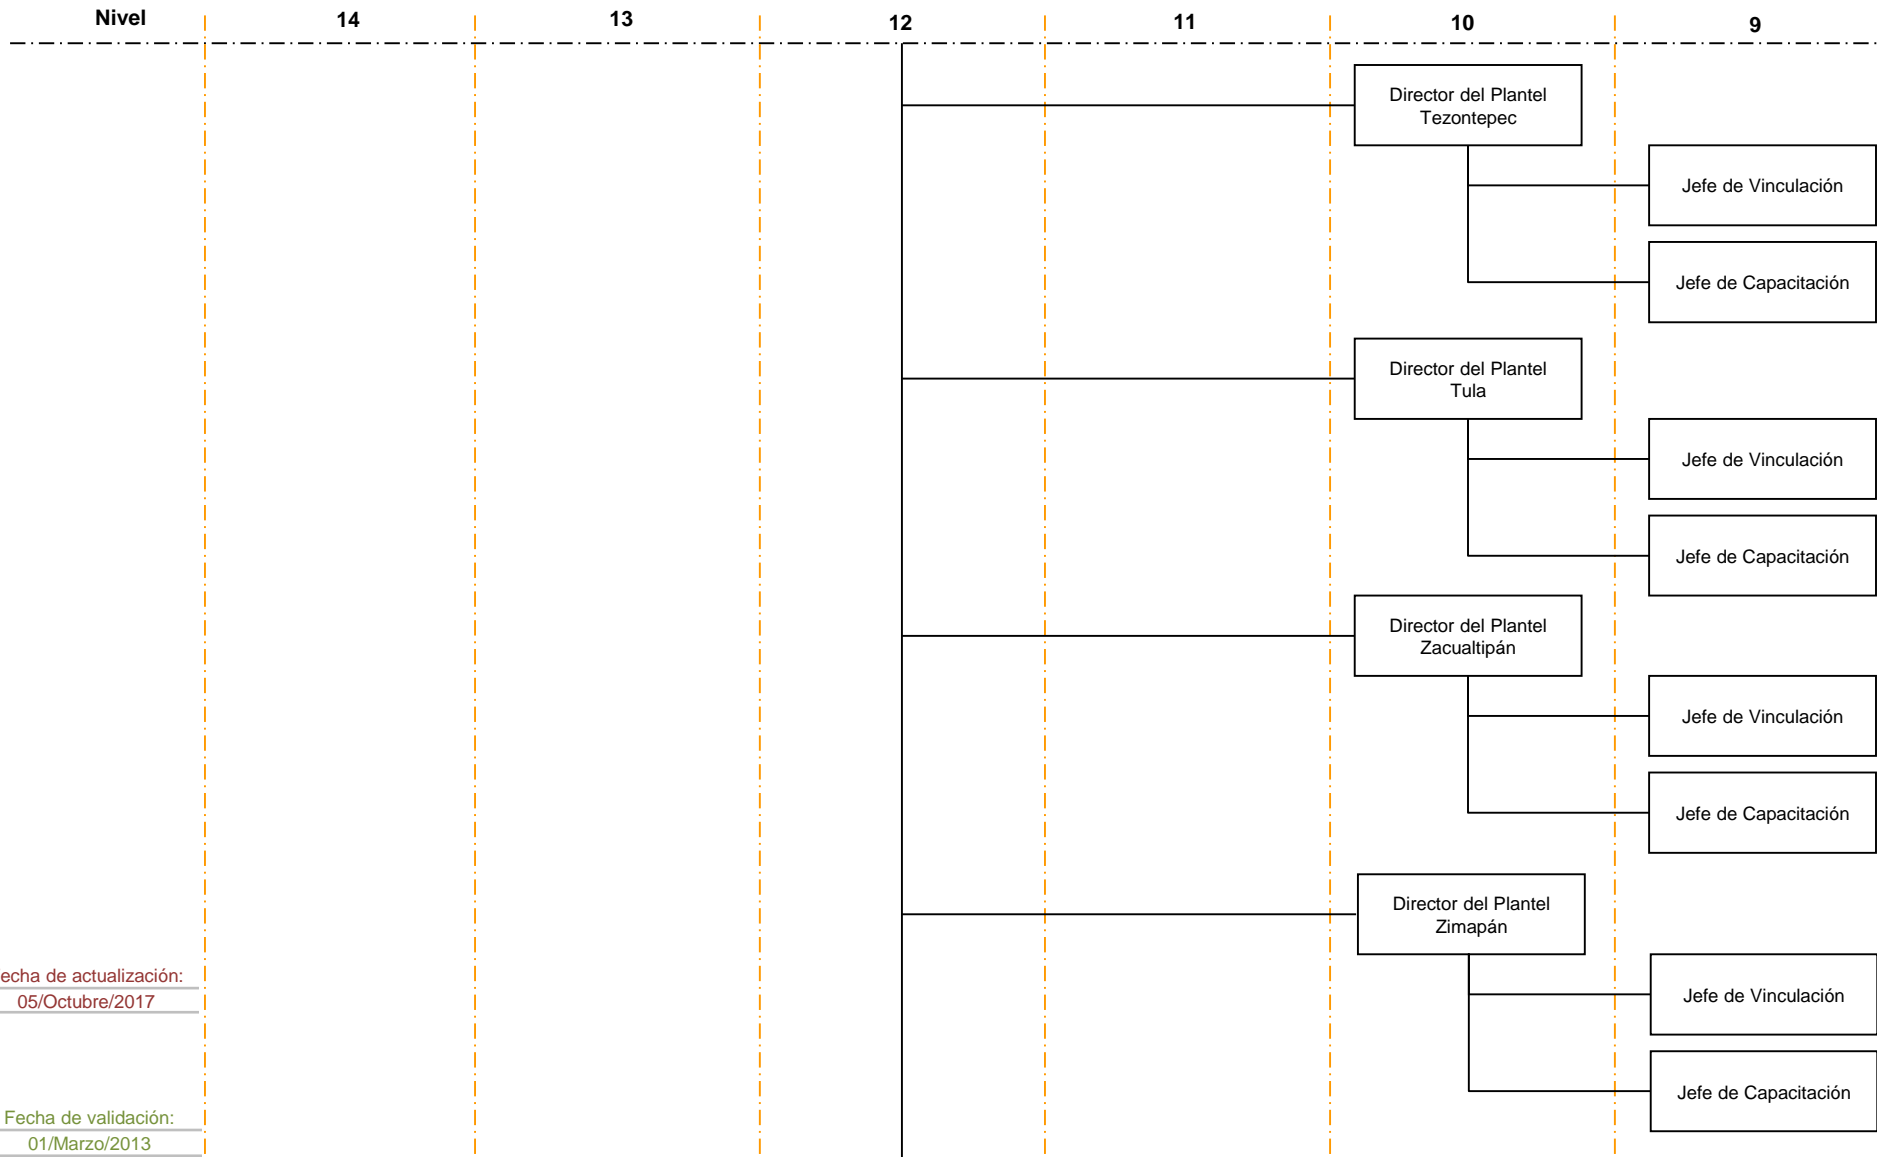 Nivel 14 13 12 11 10 9
Director del Plantel
Tezontepec
Jefe de Vinculación
Jefe de Capacitación
Director del Plantel
Tula
Jefe de Vinculación
Jefe de Capacitación
Director del Plantel
Zacualtipán
Jefe de Vinculación
Jefe de Capacitación
Director del Plantel
Zimapán
Jefe de Vinculación
Jefe de Capacitación
echa de actualización:
05/Octubre/2017
Fecha de validación:
01/Marzo/2013